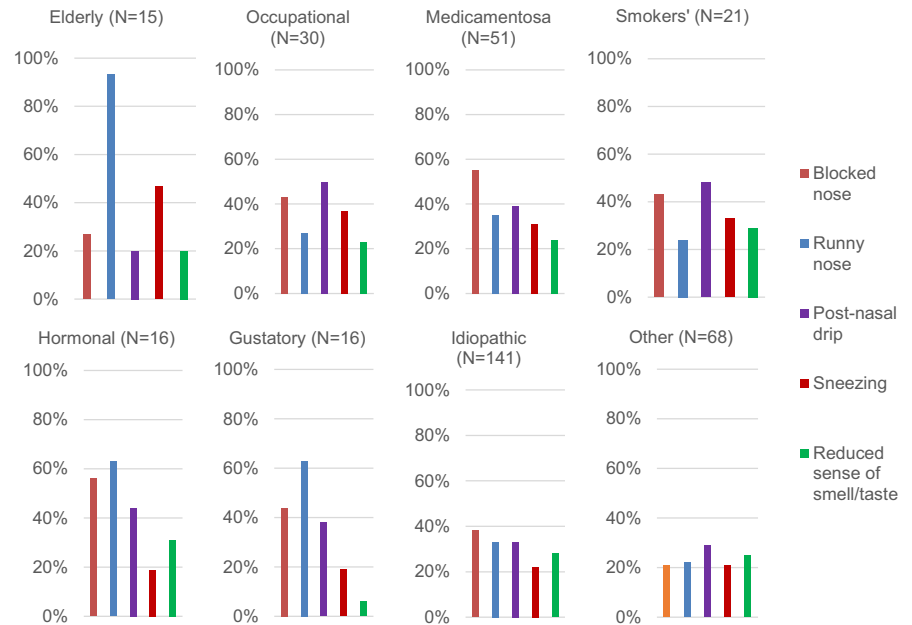 Elderly (N=15)
100%
80%
60%
40%
20%
0%
Occupational
(N=30)
100%
80%
60%
40%
20%
0%
Medicamentosa
(N=51)
100%
80%
60%
40%
20%
0%
Smokers' (N=21)
100%
80%
60%
40%
20%
0%
Hormonal (N=16)
100%
80%
60%
40%
20%
0%
Gustatory (N=16)
100%
80%
60%
40%
20%
0%
Idiopathic
(N=141)
100%
80%
60%
40%
20%
0%
Other (N=68)
100%
80%
60%
40%
20%
0%
Blocked
nose
Runny
nose
Post-nasal
drip
Sneezing
Reduced
sense of
smell/taste